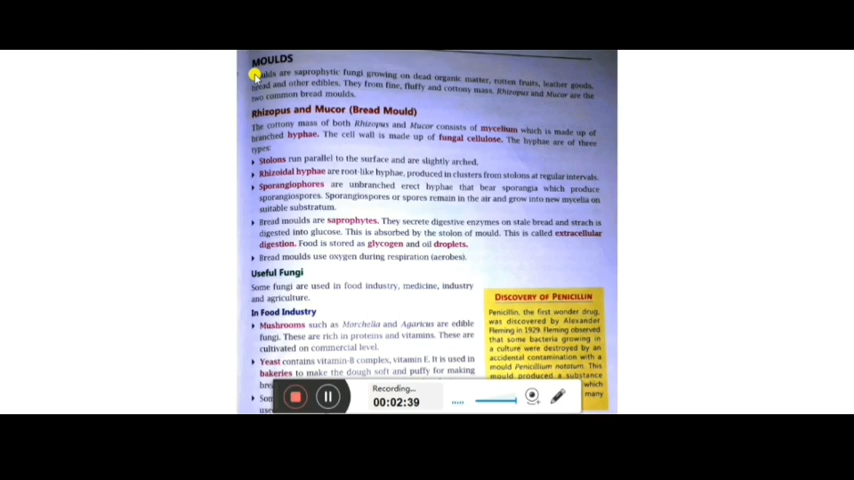 MOULDS
Moulds are saprophytic fungi growing on dead organic matter, rotten fruits, leather goods,
bread and other edibles. They from fine, fluffy and cottony mass. Rhizopus and Mucor are the
two common bread moulds.
Rhizopus and Mucor (Bread Mould)
The cottony mass of both Rhizopus and Mucor consists of mycelium which is made up of
branched hyphae. The cell wall is made up of fungal cellulose. The hyphae are of three
types:
Stolons run parallel to the surface and are slightly arched.
Rhizoidal hyphae are root-like hyphae, produced in clusters from stolons at regular intervals.
Sporangiophores are unbranched erect hyphae that bear sporangia which produce
sporangiospores. Sporangiospores or spores remain in the air and grow into new mycelia on
suitable substratum.
Bread moulds are saprophytes. They secrete digestive enzymes on stale bread and strach is
digested into glucose. This is absorbed by the stolon of mould. This is called extracellular
digestion. Food is stored as glycogen and oil droplets.
Bread moulds use oxygen during respiration (aerobes).
Useful Fungi
Some fungi are used in food industry, medicine, industry
and agriculture.
In Food Industry
Mushrooms such as Morchella and Agaricus are edible
fungi. These are rich in proteins and vitamins. These are
cultivated on commercial level.
Yeast contains vitamin-B complex, vitamin E. It is used in
bakeries to make the dough soft and puffy for making
DISCOVERY OF PENICILLIN
Penicillin, the first wonder drug,
was discovered by Alexander
Fleming in 1929. Fleming observed
that some bacteria growing in
a culture were destroyed by an
accidental contamination with a
mould Penicillium notatum. This
mould produced a substance
which
many
Recording...
00:02:39